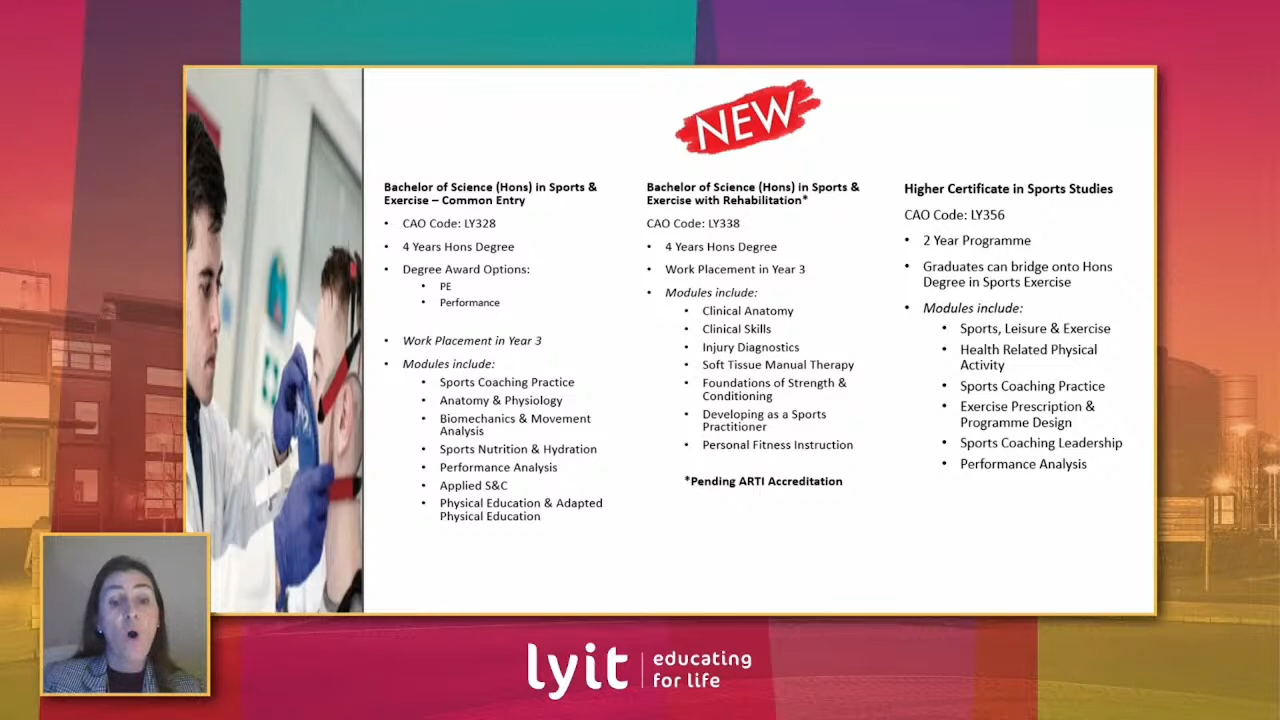 NEW
Bachelor of Science (Hons) in Sports &
Exercise – Common Entry
• CAO Code: LY328
• 4 Years Hons Degree
• Degree Award Options:
• PE
• Performance
• Work Placement in Year 3
• Modules include:
• Sports Coaching Practice
• Anatomy & Physiology
• Biomechanics & Movement
Analysis
• Sports Nutrition & Hydration
• Performance Analysis
• Applied S&C
• Physical Education & Adapted
Physical Education
Bachelor of Science (Hons) in Sports &
Exercise with Rehabilitation*
CAO Code: LY338
• 4 Years Hons Degree
• Work Placement in Year 3
• Modules include:
• Clinical Anatomy
• Clinical Skills
• Injury Diagnostics
• Soft Tissue Manual Therapy
• Foundations of Strength &
Conditioning
• Developing as a Sports
Practitioner
• Personal Fitness Instruction
*Pending ARTI Accreditation
Higher Certificate in Sports Studies
CAO Code: LY356
• 2 Year Programme
• Graduates can bridge onto Hons
Degree in Sports Exercise
• Modules include:
• Sports, Leisure & Exercise
• Health Related Physical
Activity
• Sports Coaching Practice
• Exercise Prescription &
Programme Design
• Sports Coaching Leadership
• Performance Analysis
lyit
educating
for life